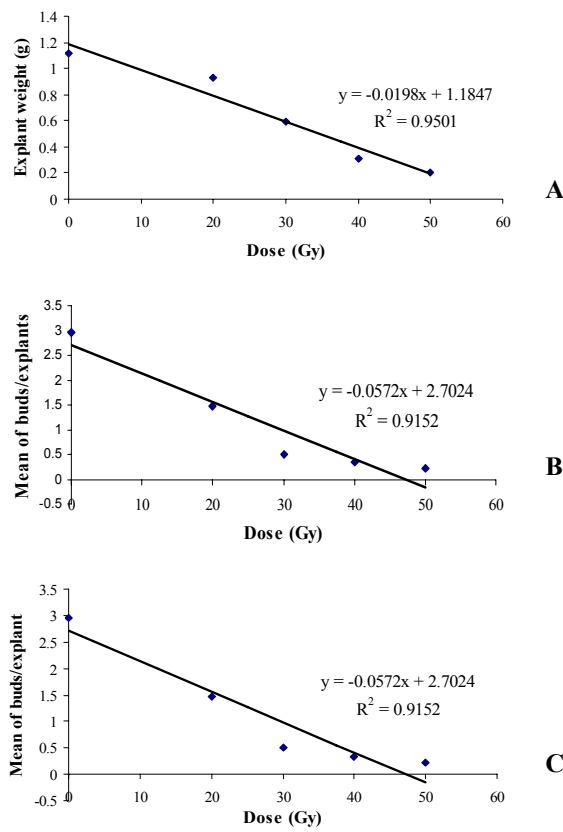 1.4
1.2
1
0.8
0.6
0.4
0.2
0
Explant weight (g)
y = -0.0198x + 1.1847
R² = 0.9501
0 10 20 30 40 50 60
Dose (Gy)
A
3.5
3
2.5
2
1.5
1
0.5
0
-0.5
Mean of buds/explants
y = -0.0572x + 2.7024
R² = 0.9152
0 10 20 30 40 50 60
Dose (Gy)
B
3.5
3
2.5
2
1.5
1
0.5
0
-0.5
Mean of buds/explant
y = -0.0572x + 2.7024
R² = 0.9152
0 10 20 30 40 50 60
Dose (Gy)
C